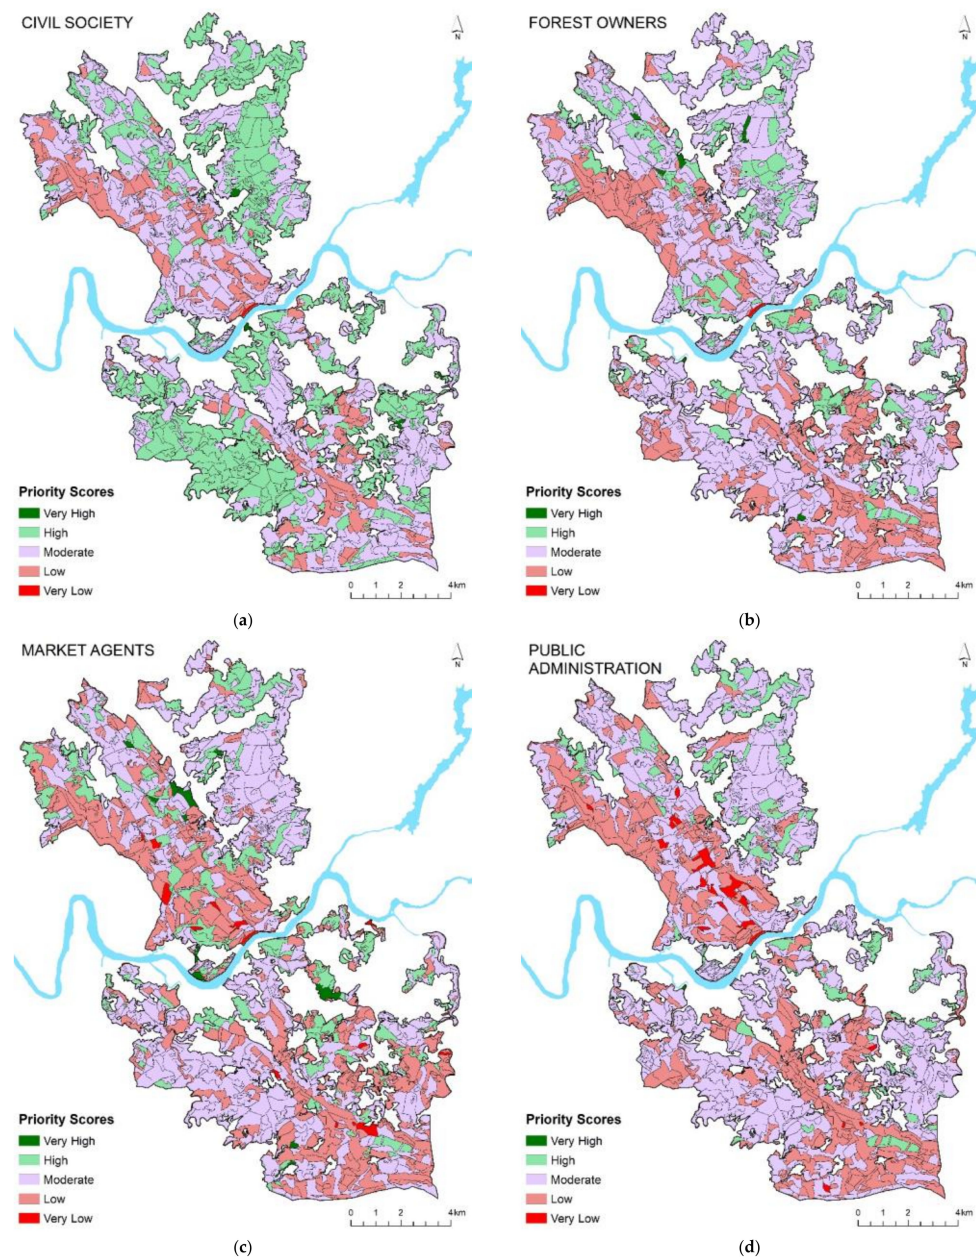 CIVIL SOCIETY
N
Priority Scores
Very High
High
Moderate
Low
Very Low
0 1 2 4 km
(a)
FOREST OWNERS
N
Priority Scores
Very High
High
Moderate
Low
Very Low
0 1 2 4 km
(b)
MARKET AGENTS
N
Priority Scores
Very High
High
Moderate
Low
Very Low
0 1 2 4 km
(c)
PUBLIC
ADMINISTRATION
N
Priority Scores
Very High
High
Moderate
Low
Very Low
0 1 2 4 km
(d)